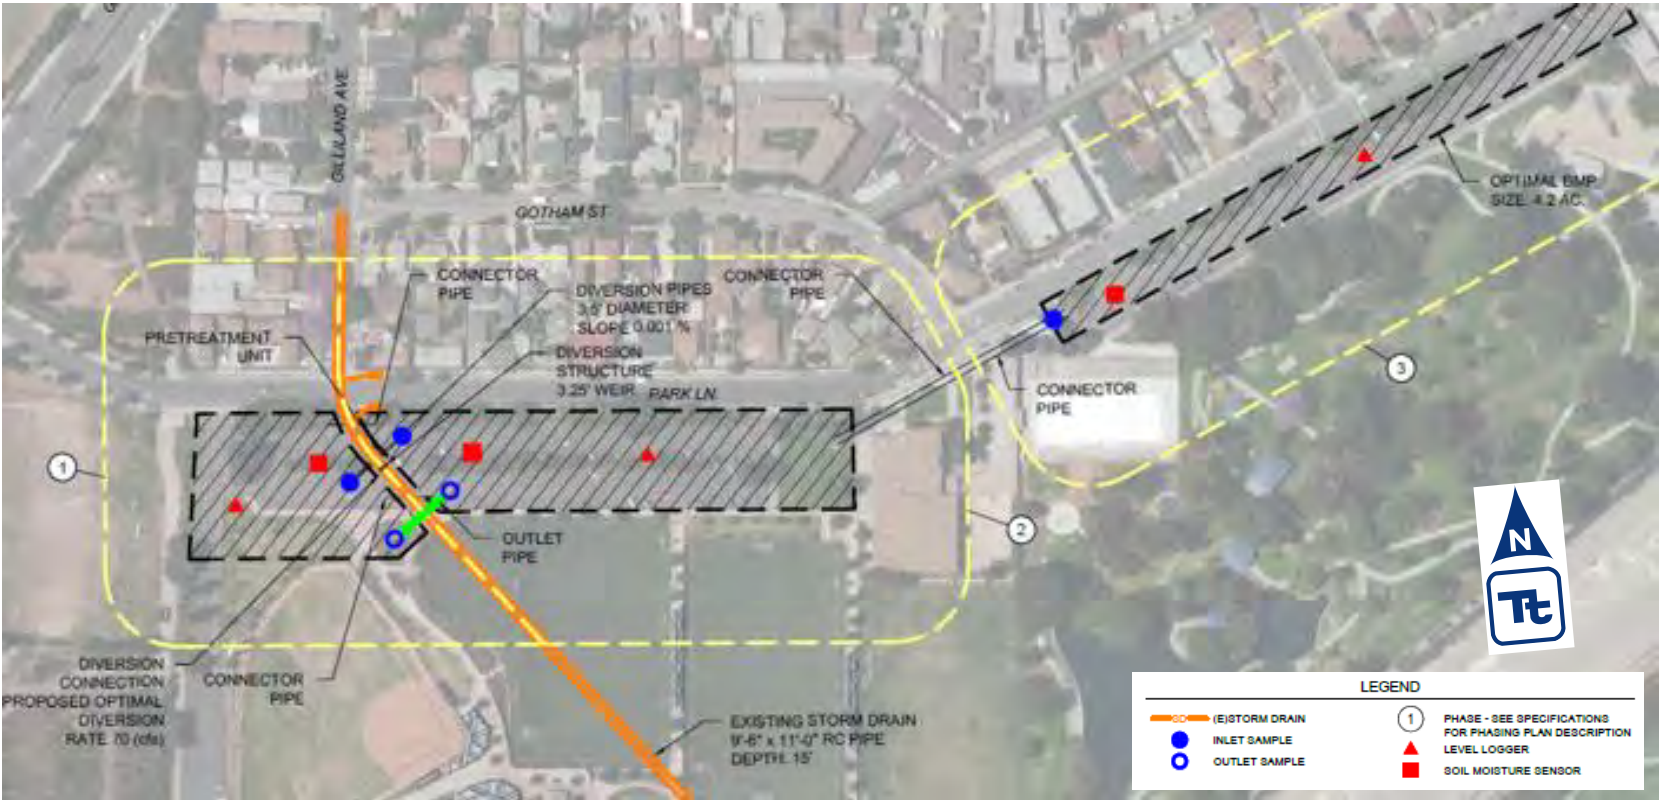 GILLILAND AVE
GOTHAM ST
CONNECTOR
PIPE
DIVERSION PIPES
3.5' DIAMETER
SLOPE 0.001 %
CONNECTOR
PIPE
OPTIMAL BMP
SIZE: 4.2 AC.
PRETREATMENT
UNIT
DIVERSION
STRUCTURE
3.25' WEIR
PARK LN
CONNECTOR
PIPE
3
1
2
OUTLET
PIPE
N
Tt
DIVERSION
CONNECTION
PROPOSED OPTIMAL
DIVERSION
RATE 70 (cfs)
CONNECTOR
PIPE
EXISTING STORM DRAIN
9'-6" x 11'-0" RC PIPE
DEPTH: 15'
LEGEND
SD (E)STORM DRAIN
INLET SAMPLE
OUTLET SAMPLE
1 PHASE - SEE SPECIFICATIONS
FOR PHASING PLAN DESCRIPTION
LEVEL LOGGER
SOIL MOISTURE SENSOR